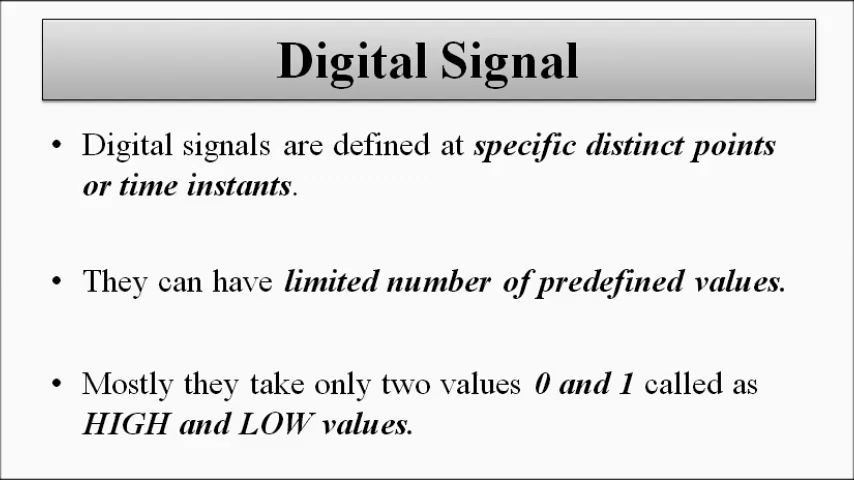 Digital Signal
• Digital signals are defined at specific distinct points
or time instants.
• They can have limited number of predefined values.
• Mostly they take only two values 0 and 1 called as
HIGH and LOW values.